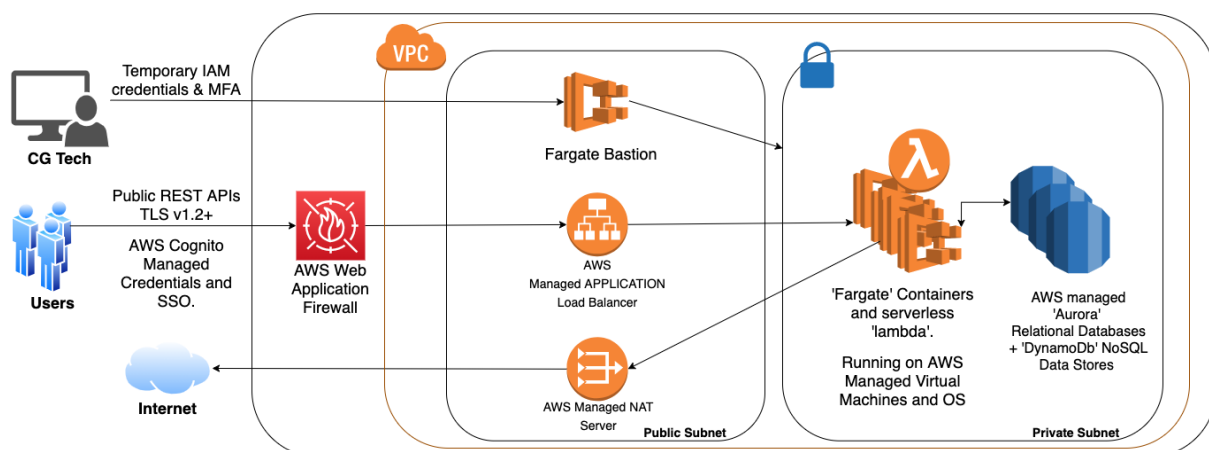 VPC
Temporary IAM
credentials & MFA
CG Tech
Fargate Bastion
Public REST APIs
TLS v1.2+
AWS Cognito
Managed
Credentials and
SSO.
Users
AWS Web
Application
Firewall
AWS
Managed APPLICATION
Load Balancer
λ
'Fargate' Containers
and serverless
'lambda'.
Running on AWS
Managed Virtual
Machines and OS
AWS managed
'Aurora'
Relational Databases
+ 'DynamoDb' NoSQL
Data Stores
Internet
AWS Managed NAT
Server
Public Subnet
Private Subnet